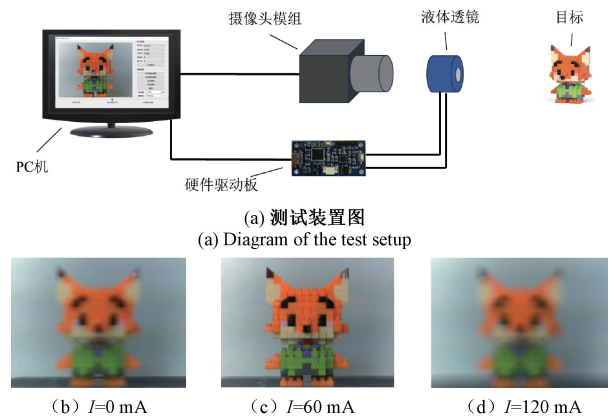 摄像头模组
液体透镜
目标
PC机
硬件驱动板
(a) 测试装置图
(a) Diagram of the test setup
（b）I=0 mA
（c）I=60 mA
（d）I=120 mA